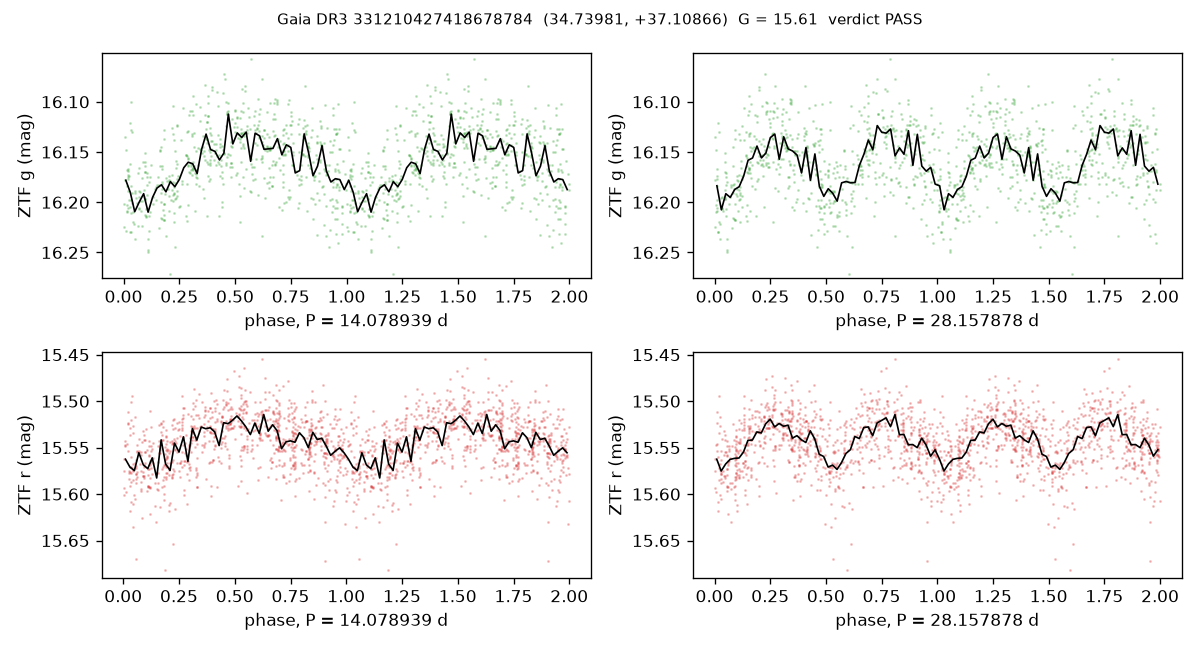 Gaia DR3 331210427418678784  (34.73981, +37.10866)  G = 15.61  verdict PASS
ZTF g (mag)
16.10
16.15
16.20
16.25
0.00 0.25 0.50 0.75 1.00 1.25 1.50 1.75 2.00
phase, P = 14.078939 d
ZTF g (mag)
16.10
16.15
16.20
16.25
0.00 0.25 0.50 0.75 1.00 1.25 1.50 1.75 2.00
phase, P = 28.157878 d
ZTF r (mag)
15.45
15.50
15.55
15.60
15.65
0.00 0.25 0.50 0.75 1.00 1.25 1.50 1.75 2.00
phase, P = 14.078939 d
ZTF r (mag)
15.45
15.50
15.55
15.60
15.65
0.00 0.25 0.50 0.75 1.00 1.25 1.50 1.75 2.00
phase, P = 28.157878 d